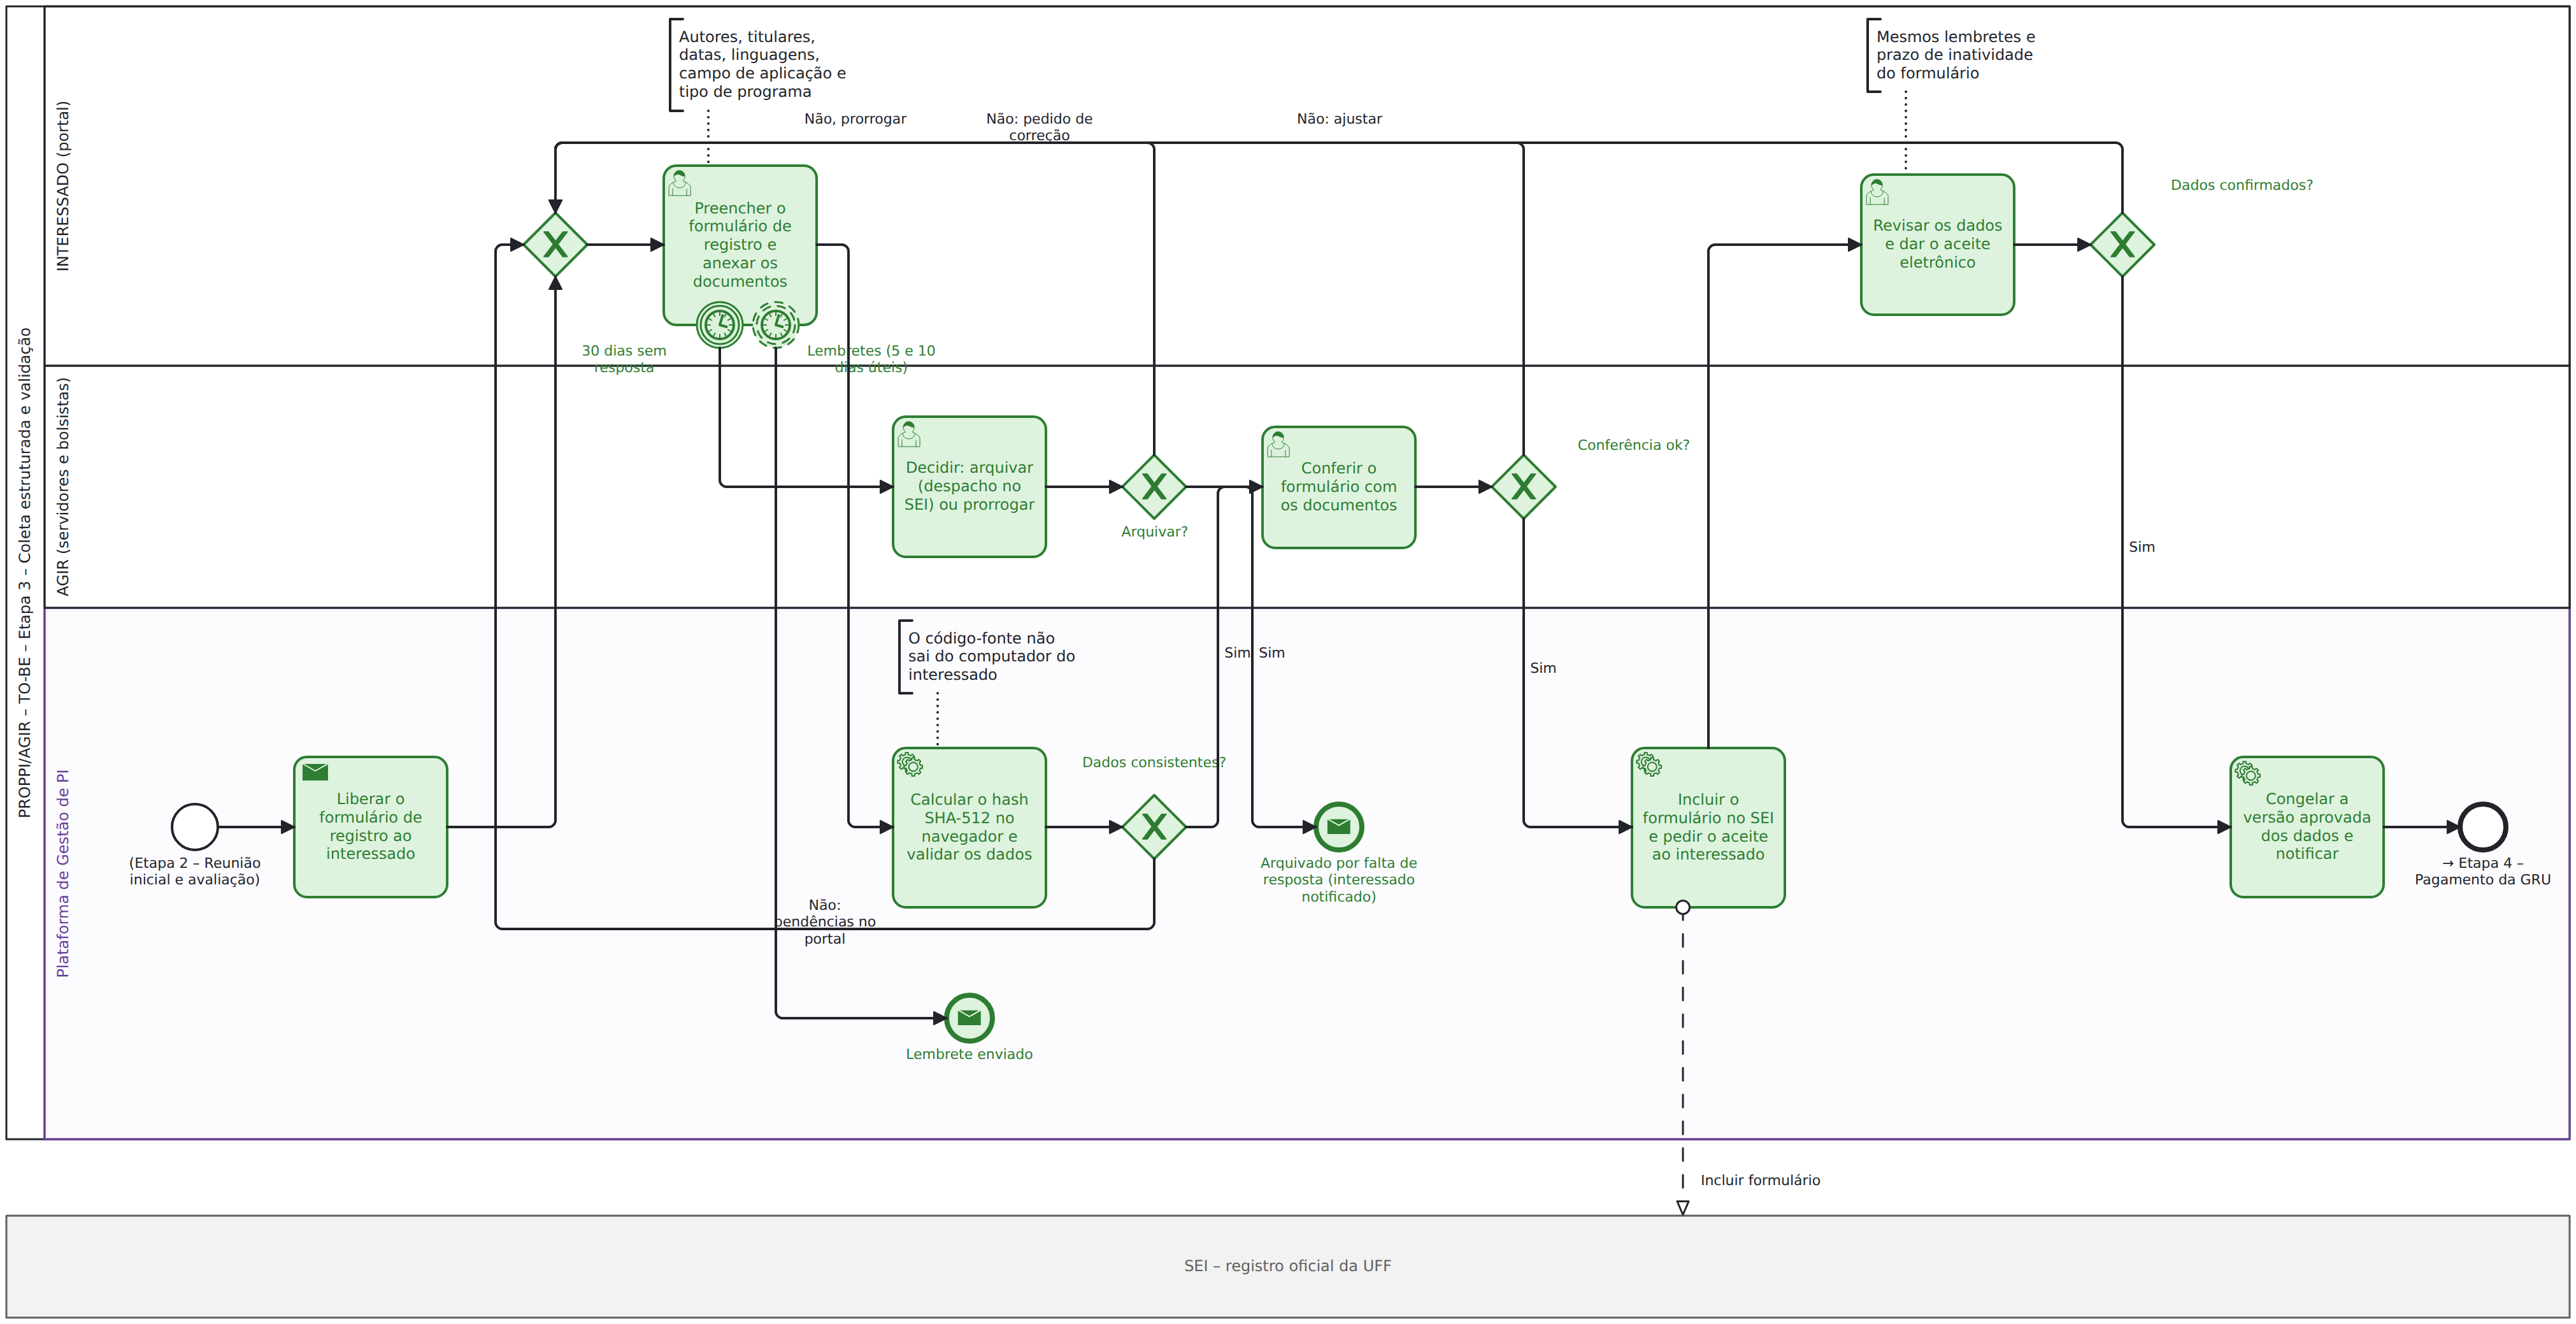 PROPPI/AGIR – TO-BE – Etapa 3 – Coleta estruturada e validação
INTERESSADO (portal)
Autores, titulares,
datas, linguagens,
campo de aplicação e
tipo de programa
Mesmos lembretes e
prazo de inatividade
do formulário
Não, prorrogar
Não: pedido de
correção
Não: ajustar
Dados confirmados?
Preencher o
formulário de
registro e
anexar os
documentos
Revisar os dados
e dar o aceite
eletrônico
30 dias sem
resposta
Lembretes (5 e 10
dias úteis)
AGIR (servidores e bolsistas)
Decidir: arquivar
(despacho no
SEI) ou prorrogar
Arquivar?
Conferir o
formulário com
os documentos
Conferência ok?
Sim
Plataforma de Gestão de PI
O código-fonte não
sai do computador do
interessado
Sim
Sim
Sim
Dados consistentes?
(Etapa 2 – Reunião
inicial e avaliação)
Liberar o
formulário de
registro ao
interessado
Calcular o hash
SHA-512 no
navegador e
validar os dados
Arquivado por falta de
resposta (interessado
notificado)
Incluir o
formulário no SEI
e pedir o aceite
ao interessado
Congelar a
versão aprovada
dos dados e
notificar
→ Etapa 4 –
Pagamento da GRU
Não:
pendências no
portal
Lembrete enviado
Incluir formulário
SEI – registro oficial da UFF